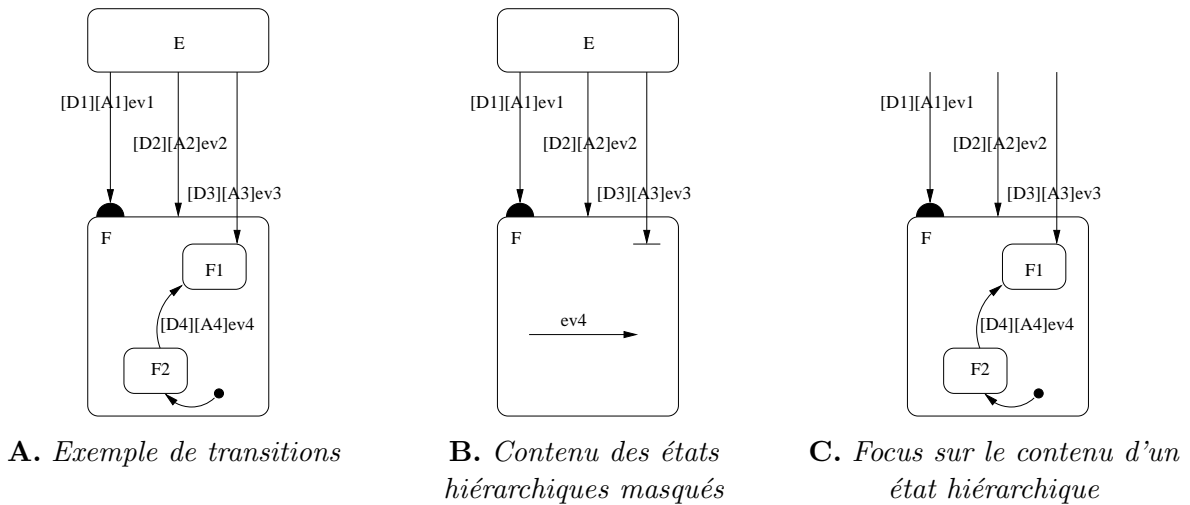 E
[D1][A1]ev1
[D2][A2]ev2
[D3][A3]ev3
F
F1
[D4][A4]ev4
F2
A. Exemple de transitions
E
[D1][A1]ev1
[D2][A2]ev2
[D3][A3]ev3
F
ev4
B. Contenu des états
hiérarchiques masqués
[D1][A1]ev1
[D2][A2]ev2
[D3][A3]ev3
F
F1
[D4][A4]ev4
F2
C. Focus sur le contenu d'un
état hiérarchique